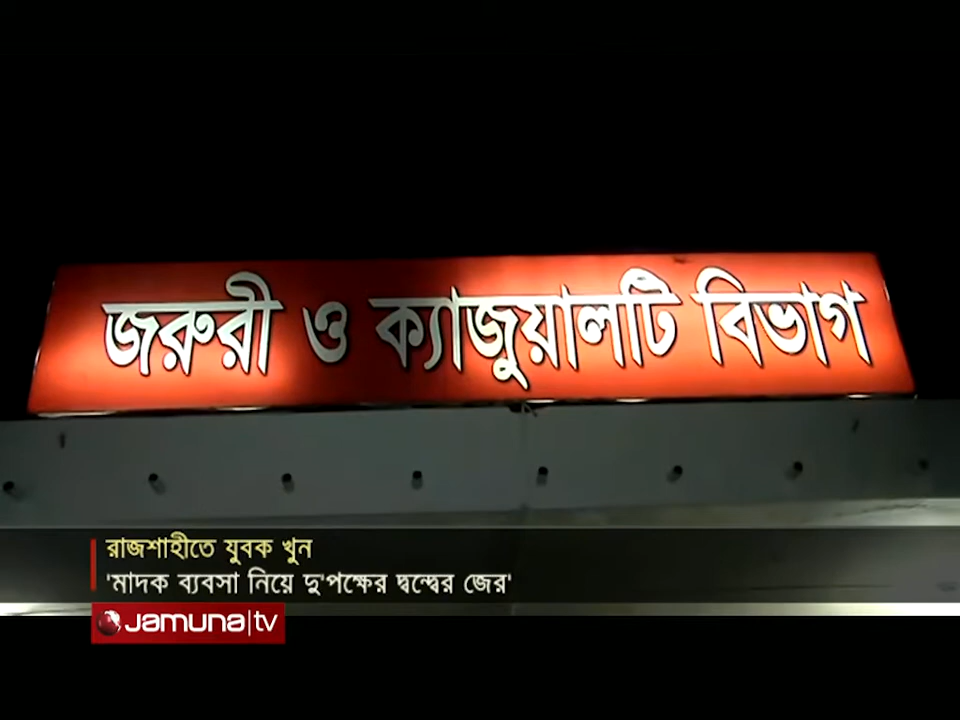 জরুরী ও ক্যাজুয়ালটি বিভাগ
রাজশাহীতে যুবক খুন
'মাদক ব্যবসা নিয়ে দু'পক্ষের দ্বন্দ্বের জের'
Jamuna|tv